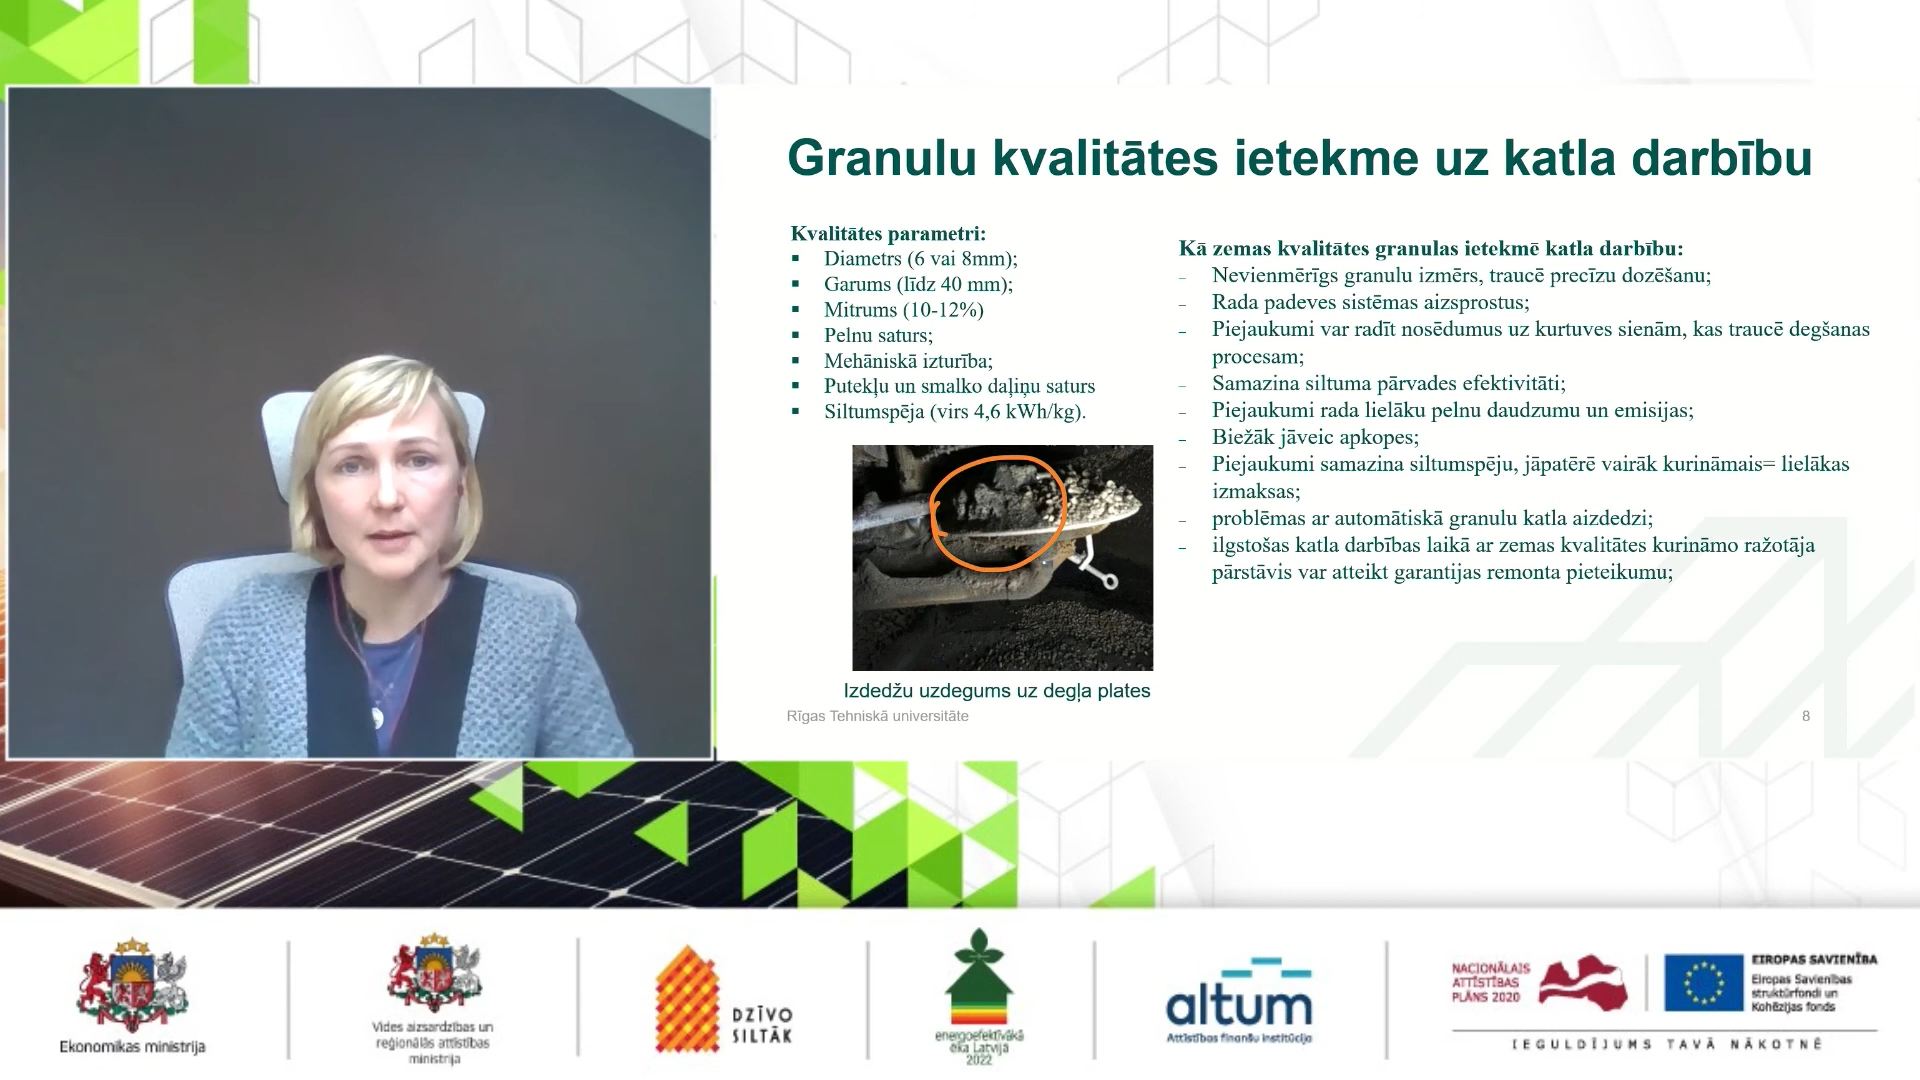 Granulu kvalitātes ietekme uz katla darbību
Kvalitātes parametri:
▪ Diametrs (6 vai 8mm);
▪ Garums (līdz 40 mm);
▪ Mitrums (10-12%)
▪ Pelnu saturs;
▪ Mehāniskā izturība;
▪ Putekļu un smalko daļiņu saturs
▪ Siltumspēja (virs 4,6 kWh/kg).
Izdedžu uzdegums uz degļa plates
Kā zemas kvalitātes granulas ietekmē katla darbību:
– Nevienmērīgs granulu izmērs, traucē precīzu dozēšanu;
– Rada padeves sistēmas aizsprostus;
– Piejaukumi var radīt nosēdumus uz kurtuves sienām, kas traucē degšanas
procesam;
– Samazina siltuma pārvades efektivitāti;
– Piejaukumi rada lielāku pelnu daudzumu un emisijas;
– Biežāk jāveic apkopes;
– Piejaukumi samazina siltumspēju, jāpatērē vairāk kurināmais= lielākas
izmaksas;
– problēmas ar automātiskā granulu katla aizdedzi;
– ilgstošas katla darbības laikā ar zemas kvalitātes kurināmo ražotāja
pārstāvis var atteikt garantijas remonta pieteikumu;
Rīgas Tehniskā universitāte
8
Ekonomikas ministrija
Vides aizsardzības un
reģionālās attīstības
ministrija
DZĪVO
SILTĀK
energoefektīvākā
ēka Latvijā
2022
altum
Attīstības finanšu institūcija
NACIONĀLAIS
ATTĪSTĪBAS
PLĀNS 2020
EIROPAS SAVIENĪBA
Eiropas Savienības
struktūrfondi un
Kohēzijas fonds
IEGULDĪJUMS TAVĀ NĀKOTNĒ